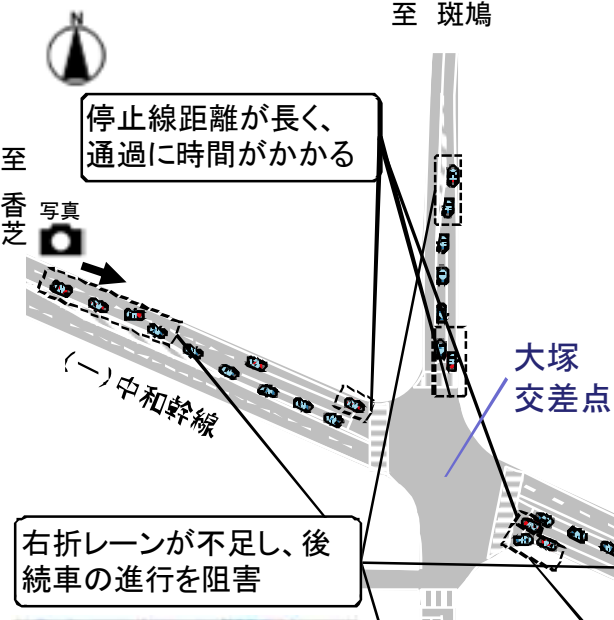 至 斑鳩
N
停止線距離が長く、
通過に時間がかかる
至
香芝
写真
(一)中和幹線
大塚
交差点
右折レーンが不足し、後
続車の進行を阻害